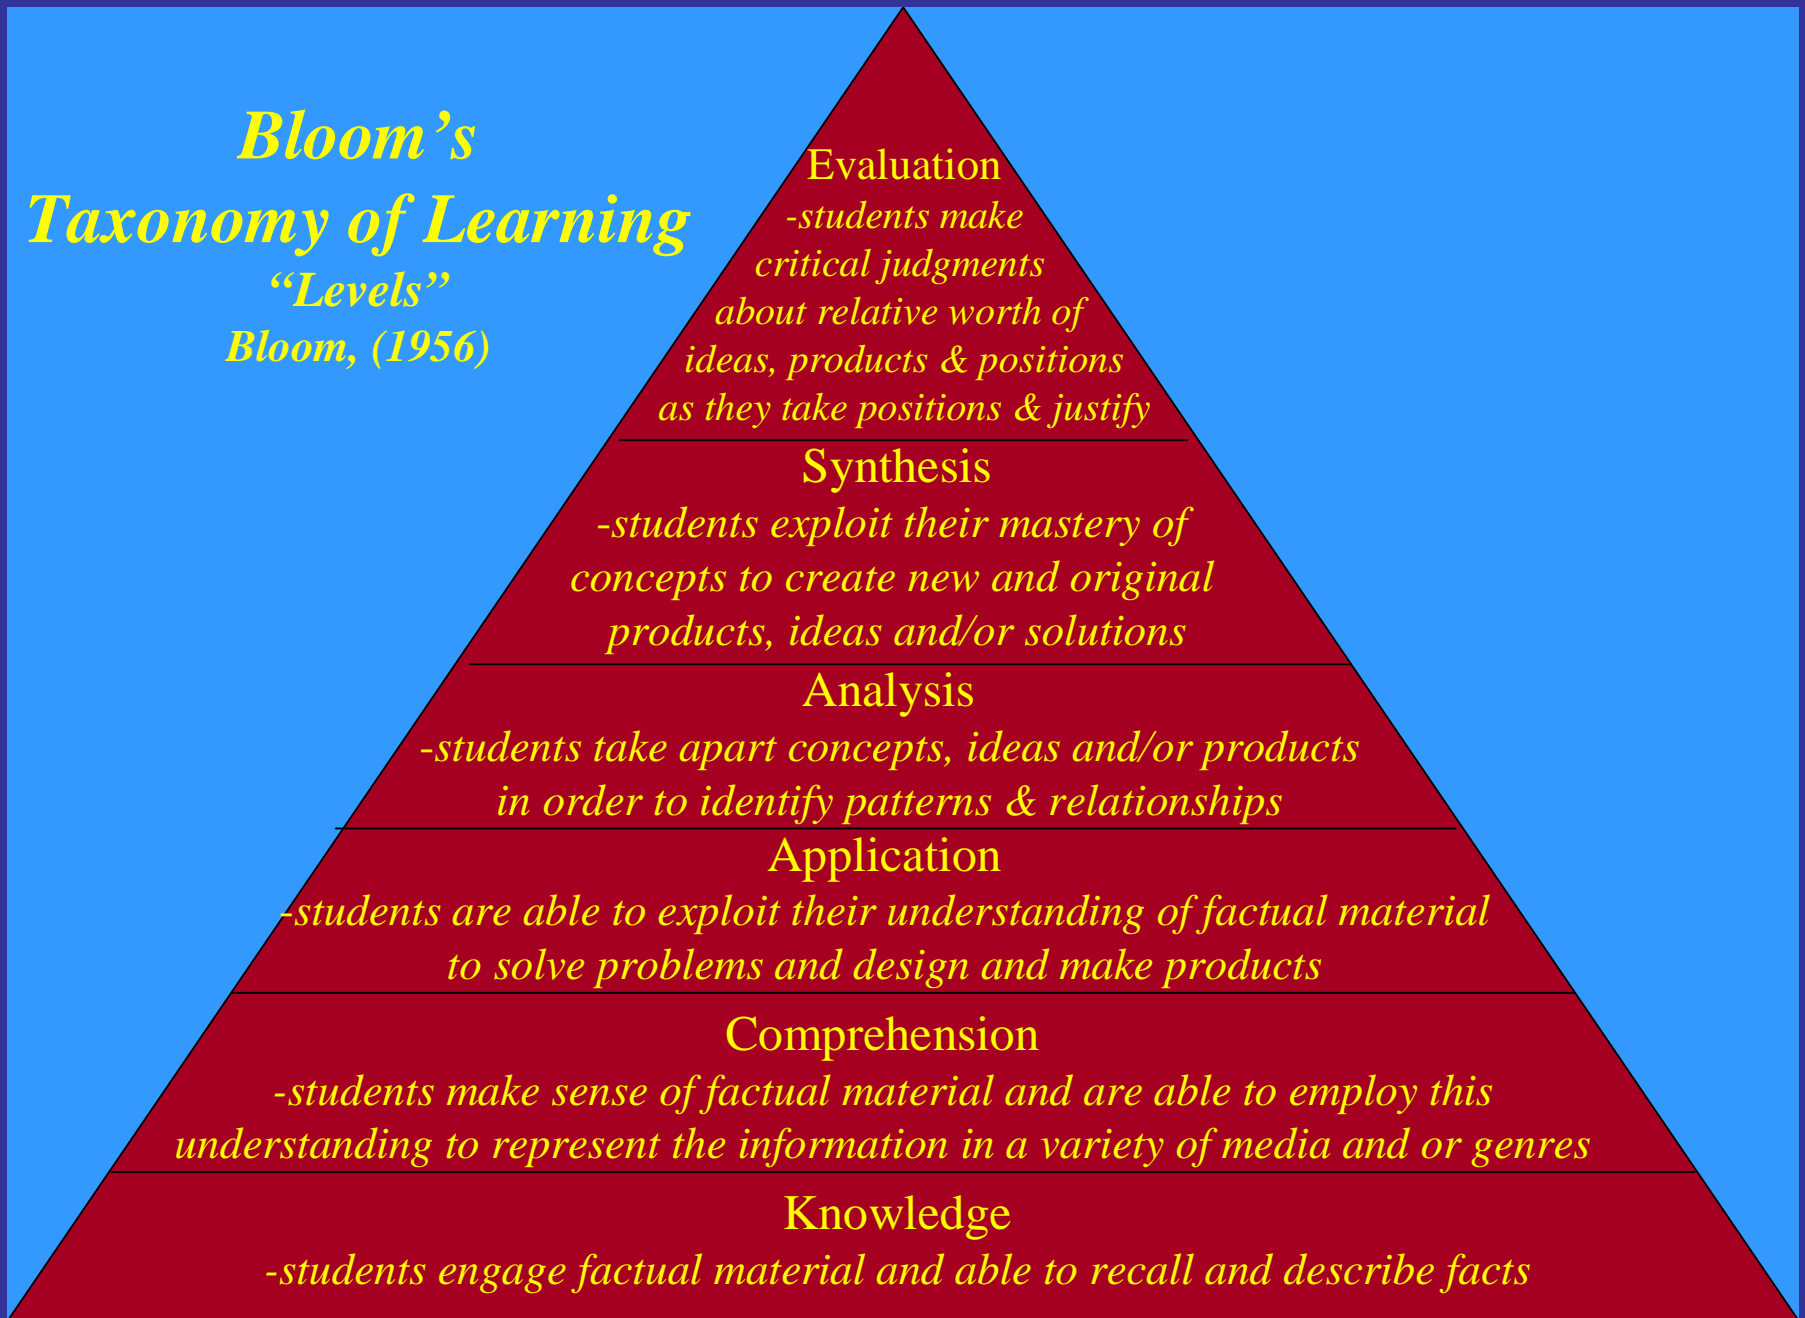 Bloom’s
Taxonomy of Learning
“Levels”
Bloom, (1956)
Evaluation
-students make
critical judgments
about relative worth of
ideas, products & positions
as they take positions & justify
Synthesis
-students exploit their mastery of
concepts to create new and original
products, ideas and/or solutions
Analysis
-students take apart concepts, ideas and/or products
in order to identify patterns & relationships
Application
-students are able to exploit their understanding of factual material
to solve problems and design and make products
Comprehension
-students make sense of factual material and are able to employ this
understanding to represent the information in a variety of media and or genres
Knowledge
-students engage factual material and able to recall and describe facts